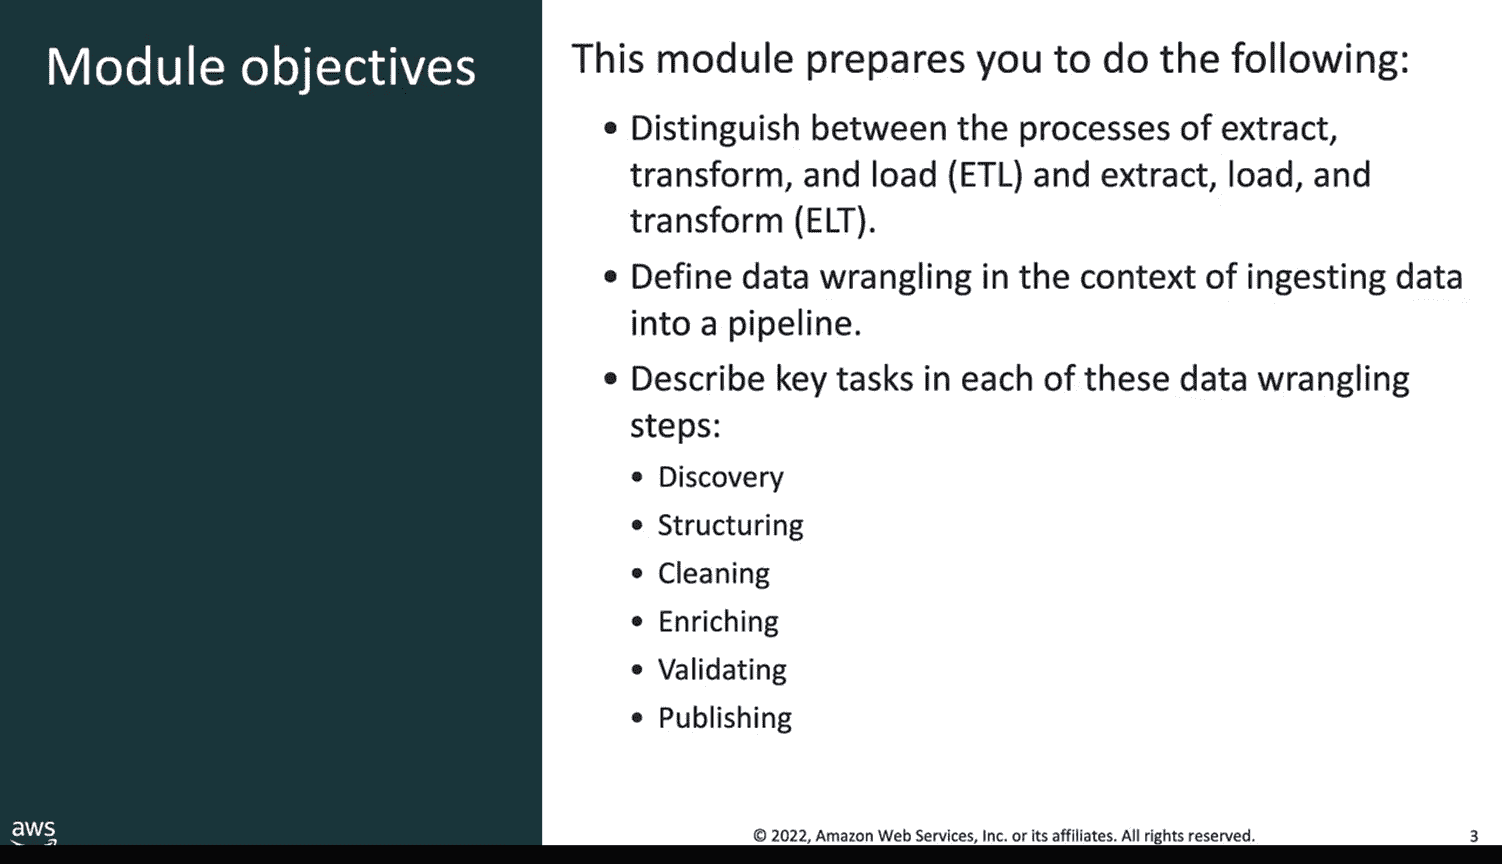 Module objectives
This module prepares you to do the following:
• Distinguish between the processes of extract,
transform, and load (ETL) and extract, load, and
transform (ELT).
• Define data wrangling in the context of ingesting data
into a pipeline.
• Describe key tasks in each of these data wrangling
steps:
• Discovery
• Structuring
• Cleaning
• Enriching
• Validating
• Publishing
aws
© 2022, Amazon Web Services, Inc. or its affiliates. All rights reserved.
3